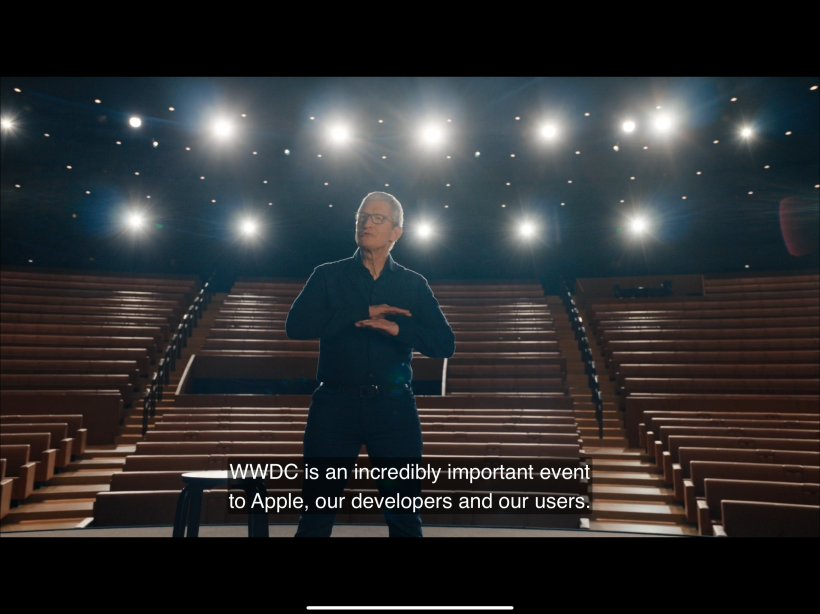 WWDC is an incredibly important event
to Apple, our developers and our users.